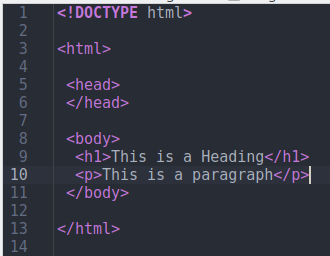 1 <!DOCTYPE html>
2
3 <html>
4
5 <head>
6 </head>
7
8 <body>
9 <h1>This is a Heading</h1>
10 <p>This is a paragraph</p>
11 </body>
12
13 </html>
14